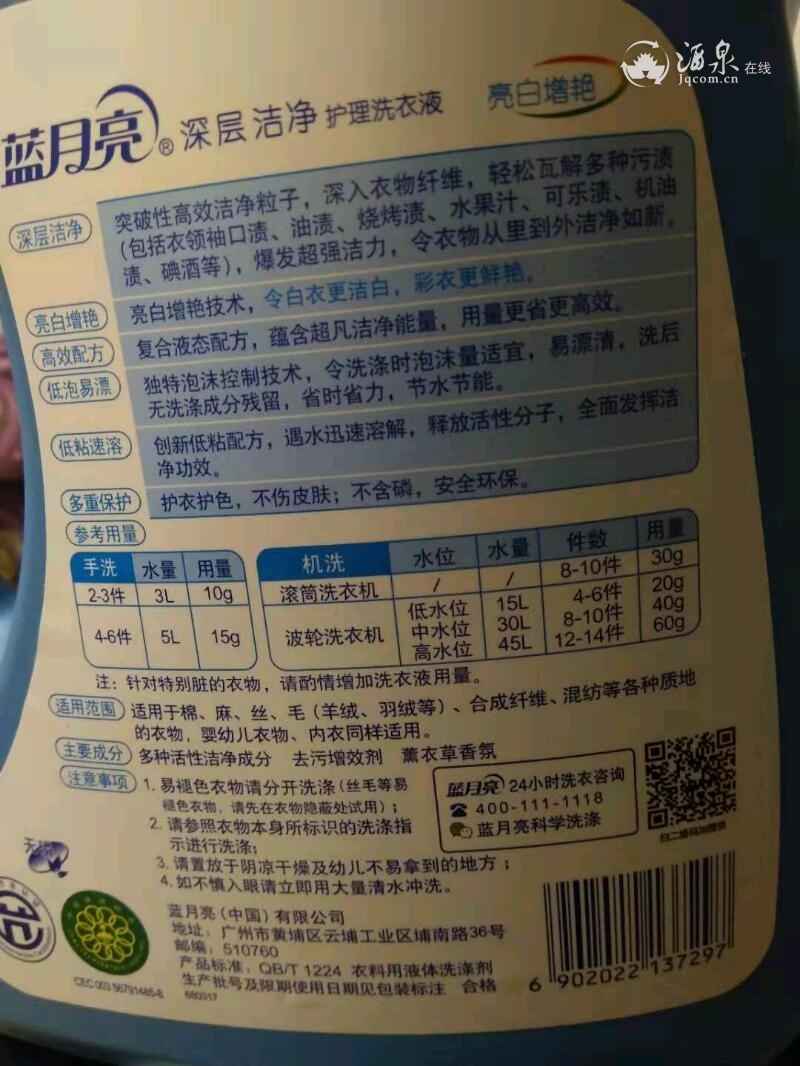 酒泉在线
Jqcom.cn
蓝月亮®深层洁净护理洗衣液 亮白增艳
深层洁净 突破性高效洁净粒子，深入衣物纤维，轻松瓦解多种污渍
(包括衣领袖口渍、油渍、烧烤渍、水果汁、可乐渍、机油
渍、碘酒等)，爆发超强洁力，令衣物从里到外洁净如新。
亮白增艳 亮白增艳技术，令白衣更洁白，彩衣更鲜艳。
高效配方 复合液态配方，蕴含超凡洁净能量，用量更省更高效。
低泡易漂 独特泡沫控制技术，令洗涤时泡沫量适宜，易漂清，洗后
无洗涤成分残留，省时省力，节水节能。
低粘速溶 创新低粘配方，遇水迅速溶解，释放活性分子，全面发挥洁
净功效。
多重保护 护衣护色，不伤皮肤；不含磷，安全环保。
参考用量
手洗 水量 用量
2-3件 3L 10g
4-6件 5L 15g
机洗 水位 水量 件数 用量
滚筒洗衣机 / / 8-10件 30g
波轮洗衣机 低水位 15L 4-6件 20g
中水位 30L 8-10件 40g
高水位 45L 12-14件 60g
注：针对特别脏的衣物，请酌情增加洗衣液用量。
适用范围 适用于棉、麻、丝、毛（羊绒、羽绒等）、合成纤维、混纺等各种质地
的衣物，婴幼儿衣物、内衣同样适用。
主要成分 多种活性洁净成分 去污增效剂 薰衣草香氛
注意事项 1. 易褪色衣物请分开洗涤(丝毛等易
褪色衣物，请先在衣物隐蔽处试用)；
2. 请参照衣物本身所标识的洗涤指
示进行洗涤；
3. 请置放于阴凉干燥及幼儿不易拿到的地方；
4. 如不慎入眼请立即用大量清水冲洗。
蓝月亮 24小时洗衣咨询
400-111-1118
蓝月亮科学洗涤
扫二维码加微信
无
蓝月亮（中国）有限公司
地址：广州市黄埔区云埔工业区埔南路36号
邮编：510760
产品标准：QB/T 1224 衣料用液体洗涤剂
生产批号及限期使用日期见包装标注 合格
6 902022 137297